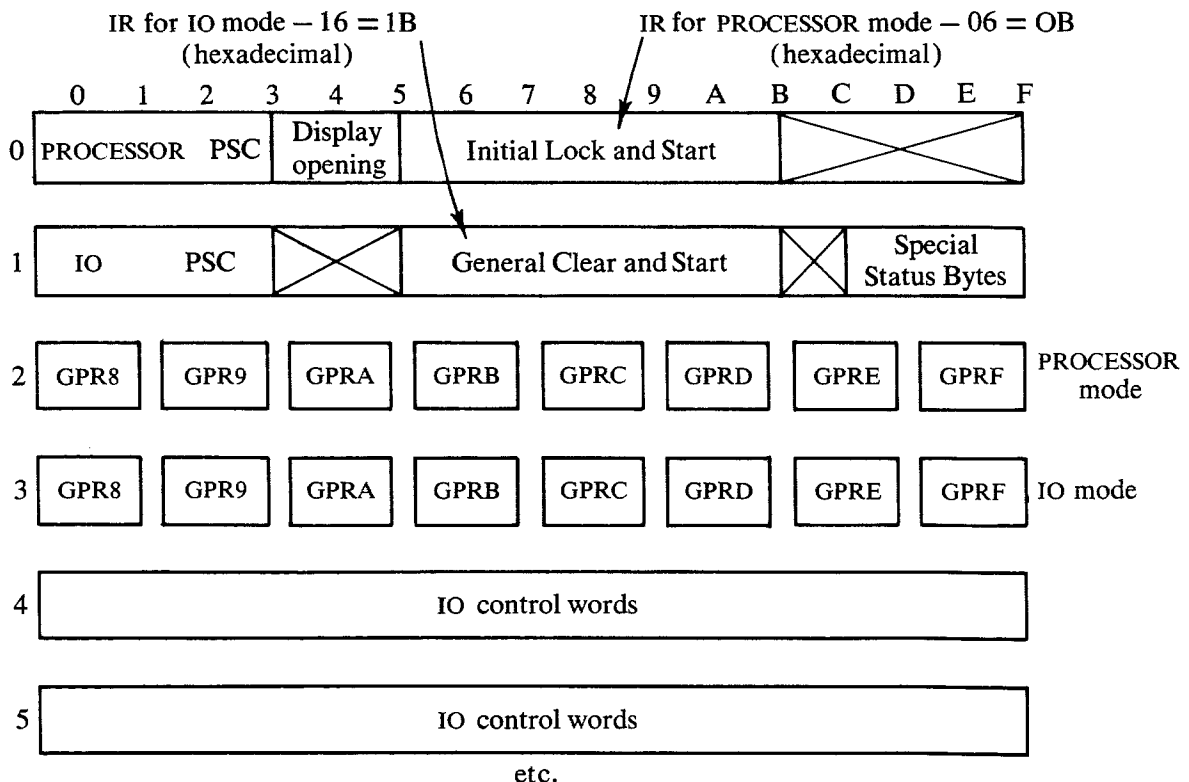 IR for IO mode – 16 = 1B
(hexadecimal)
IR for PROCESSOR mode – 06 = OB
(hexadecimal)
0 1 2 3 4 5 6 7 8 9 A B C D E F
0 PROCESSOR PSC
Display
opening
Initial Lock and Start
1 IO PSC
General Clear and Start
Special
Status Bytes
2 GPR8 GPR9 GPRA GPRB GPRC GPRD GPRE GPRF
PROCESSOR
mode
3 GPR8 GPR9 GPRA GPRB GPRC GPRD GPRE GPRF IO mode
4 IO control words
5 IO control words
etc.